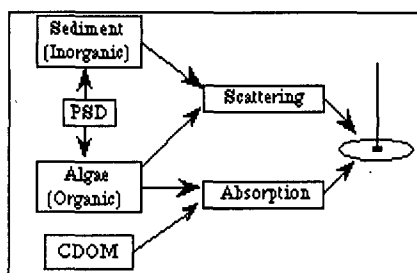 Sediment
(Inorganic)
PSD
Scattering
Algae
(Organic)
Absorption
CDOM